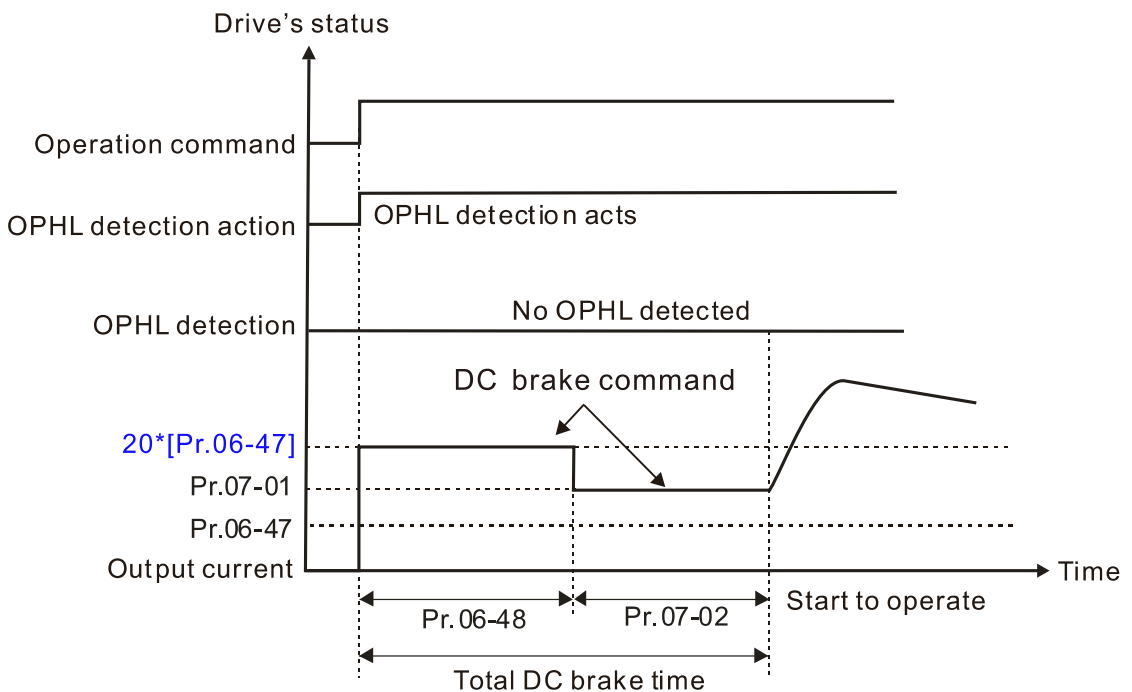 Drive's status
Operation command
OPHL detection action
OPHL detection acts
OPHL detection
No OPHL detected
DC brake command
20*[Pr.06-47]
Pr.07-01
Pr.06-47
Output current
Time
Pr.06-48
Pr.07-02
Start to operate
Total DC brake time